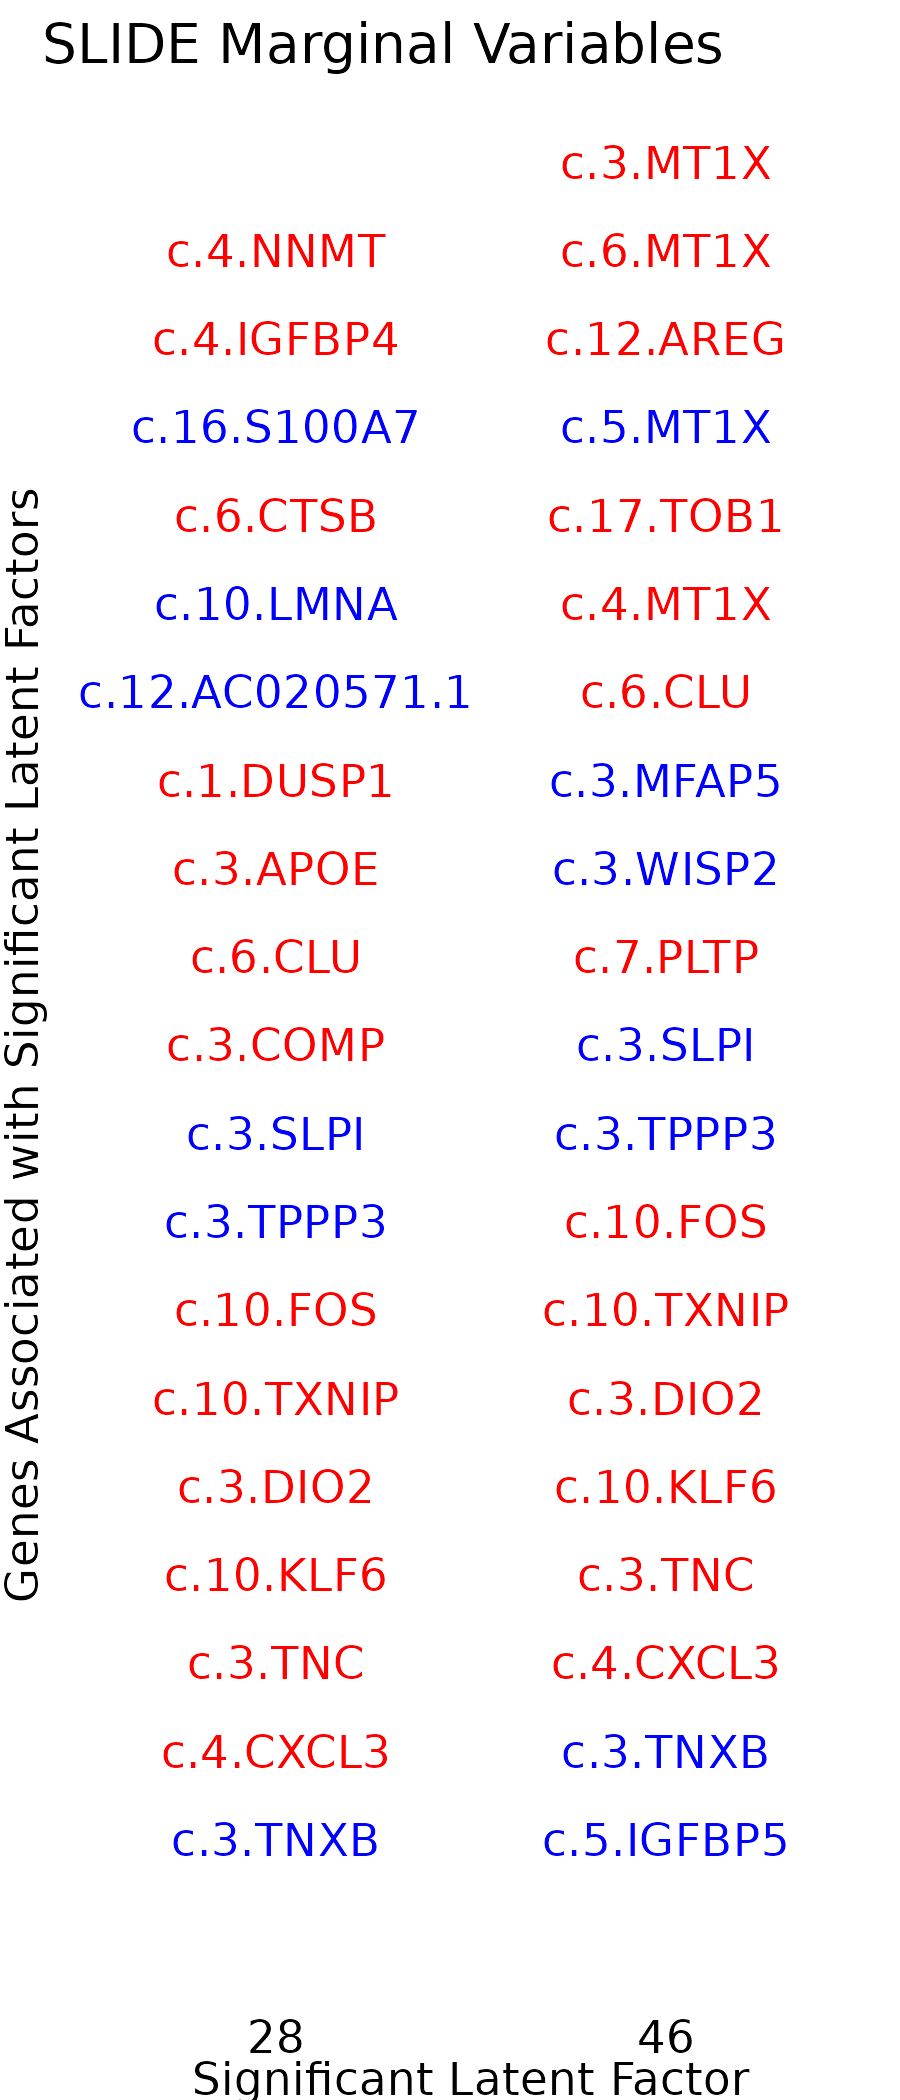 SLIDE Marginal Variables
c.3.MT1X
c.4.NNMT c.6.MT1X
c.4.IGFBP4 c.12.AREG
c.16.S100A7 c.5.MT1X
c.6.CTSB c.17.TOB1
c.10.LMNA c.4.MT1X
c.12.AC020571.1 c.6.CLU
c.1.DUSP1 c.3.MFAP5
c.3.APOE c.3.WISP2
c.6.CLU c.7.PLTP
c.3.COMP c.3.SLPI
c.3.SLPI c.3.TPPP3
c.3.TPPP3 c.10.FOS
c.10.FOS c.10.TXNIP
c.10.TXNIP c.3.DIO2
c.3.DIO2 c.10.KLF6
c.10.KLF6 c.3.TNC
c.3.TNC c.4.CXCL3
c.4.CXCL3 c.3.TNXB
c.3.TNXB c.5.IGFBP5
Genes Associated with Significant Latent Factors
28 46
Significant Latent Factor